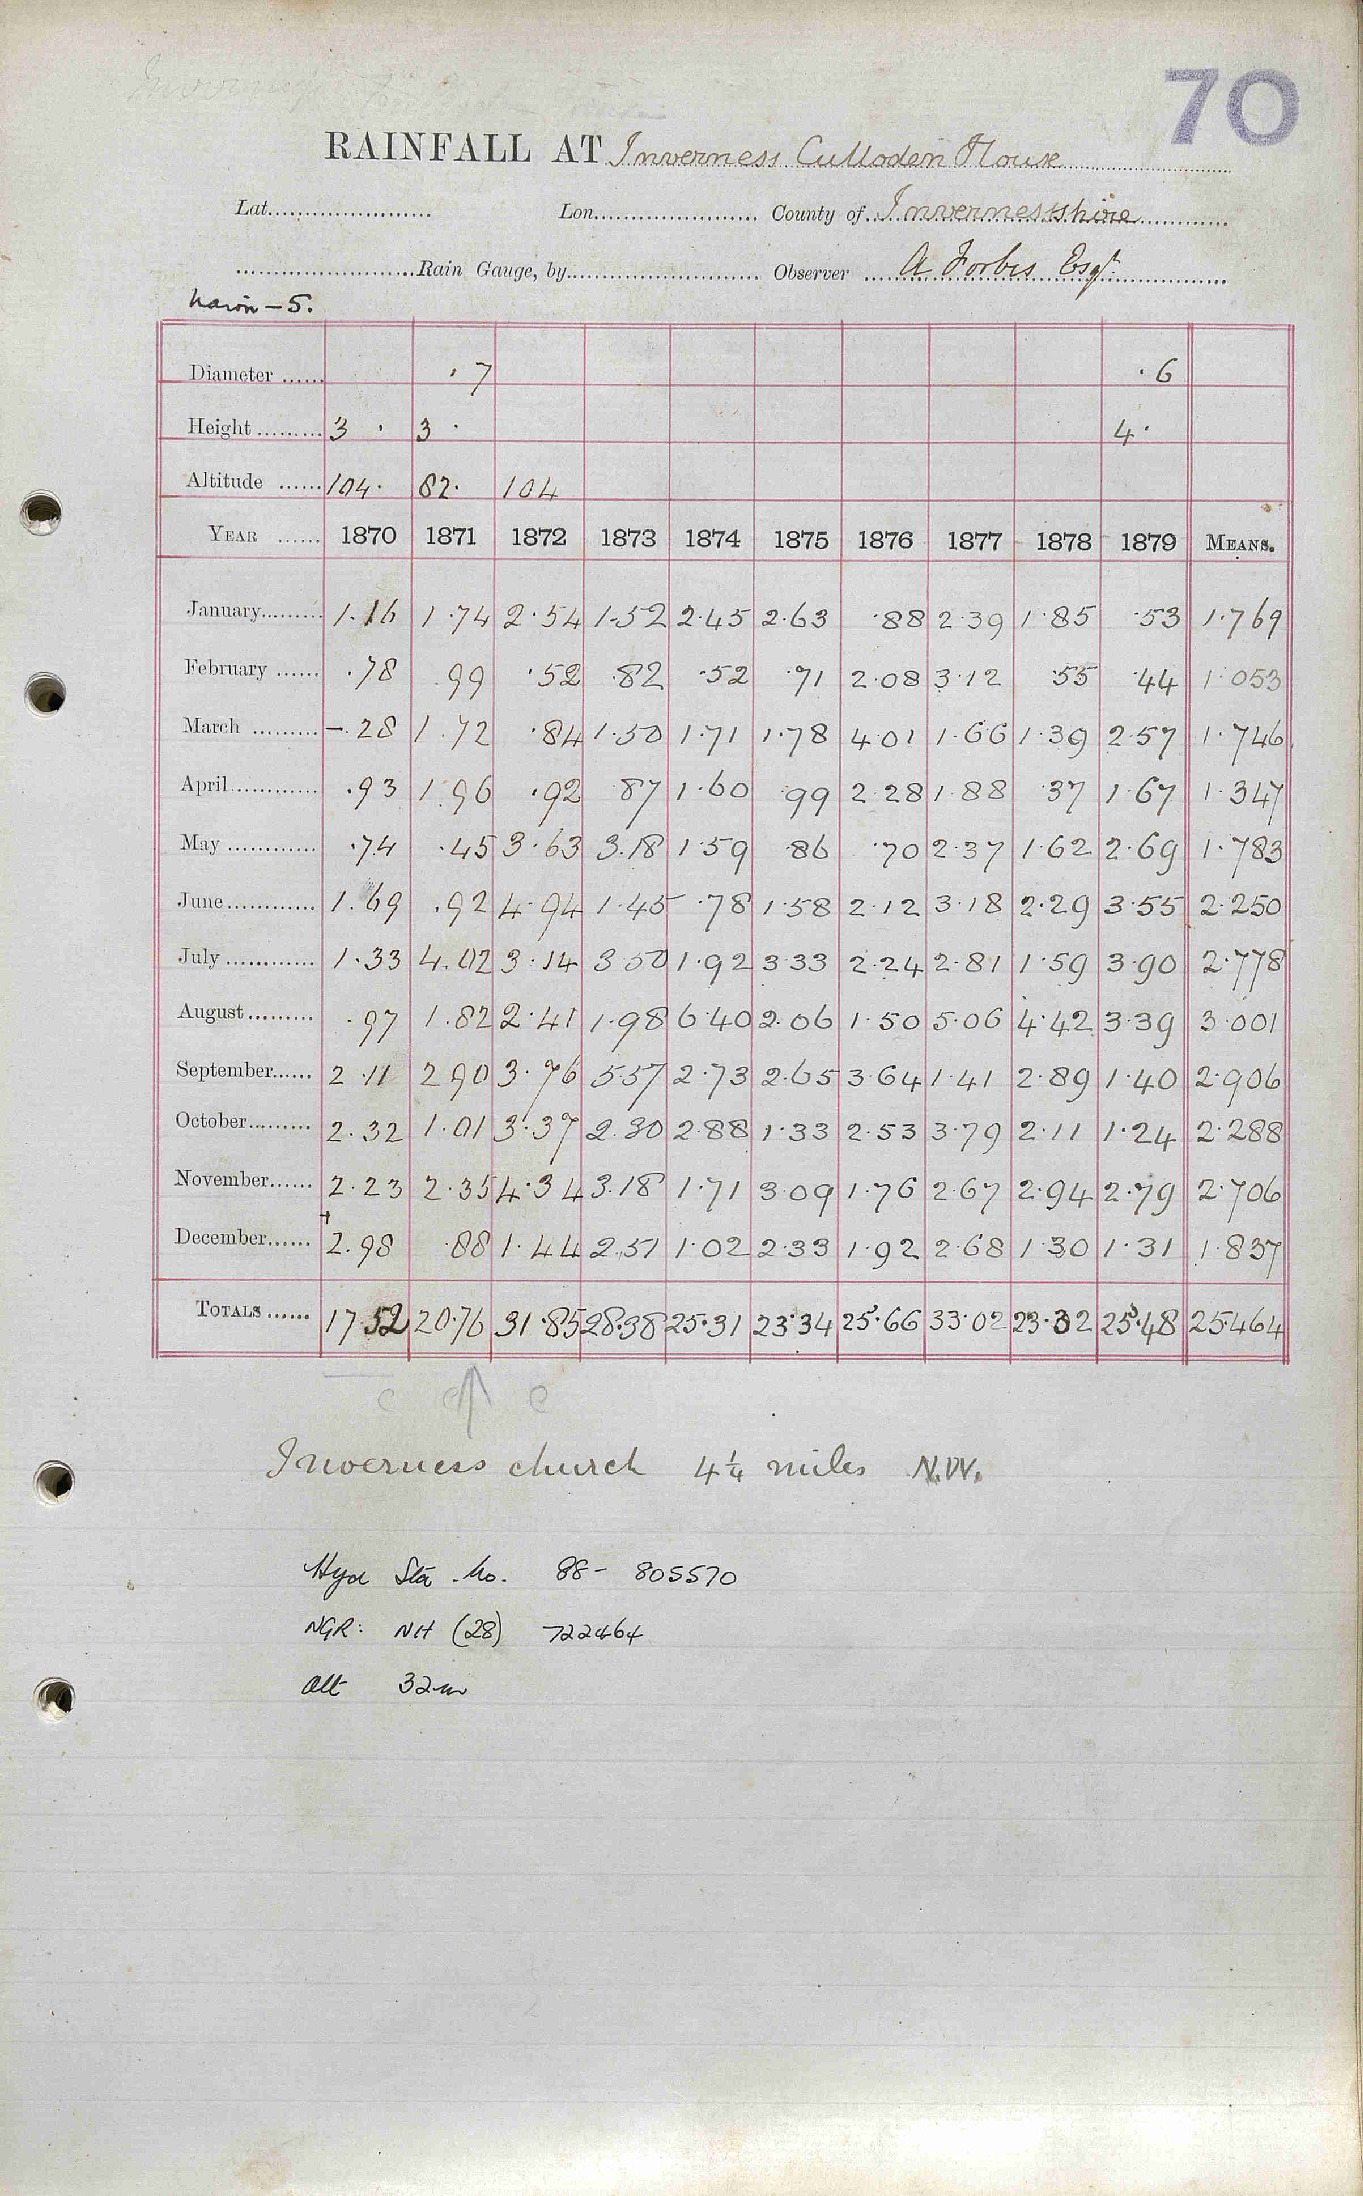 70
RAINFALL AT Inverness Culloden House
Lat........................ Lon........................ County of Invernessshire
........................Rain Gauge, by........................ Observer A Forbes Esqr
Nairn - 5.
Diameter ...... ·7 ·6
Height ......... 3 · 3 · 4·
Altitude ...... 104· 82· 104
YEAR ...... 1870 1871 1872 1873 1874 1875 1876 1877 1878 1879 MEANS.
January......... 1.16 1.74 2.54 1.52 2.45 2.63 .88 2.39 1.85 .53 1.769
February ...... .78 .99 .52 .82 .52 .71 2.08 3.12 .55 .44 1.053
March ......... -.28 1.72 .84 1.50 1.71 1.78 4.01 1.66 1.39 2.57 1.746
April............ .93 1.96 .92 .87 1.60 .99 2.28 1.88 .37 1.67 1.347
May ............ .74 .45 3.63 3.18 1.59 .86 .70 2.37 1.62 2.69 1.783
June............ 1.69 .92 4.94 1.45 .78 1.58 2.12 3.18 2.29 3.55 2.250
July ............ 1.33 4.02 3.14 3.50 1.92 3.33 2.24 2.81 1.59 3.90 2.778
August ......... .97 1.82 2.41 1.98 6.40 2.06 1.50 5.06 4.42 3.39 3.001
September...... 2.11 2.90 3.76 5.57 2.73 2.65 3.64 1.41 2.89 1.40 2.906
October......... 2.32 1.01 3.37 2.30 2.88 1.33 2.53 3.79 2.11 1.24 2.288
November...... 2.23 2.35 4.34 3.18 1.71 3.09 1.76 2.67 2.94 2.79 2.706
December...... 2.98 .88 1.44 2.51 1.02 2.33 1.92 2.68 1.30 1.31 1.837
TOTALS ...... 17.52 20.76 31.85 28.38 25.31 23.34 25.66 33.02 23.32 25.48 25.464
c c e
Inverness church 4¼ miles N.W.
Hyd Sta. No. 88- 805570
NGR: NH (28) 722464
Alt 32m